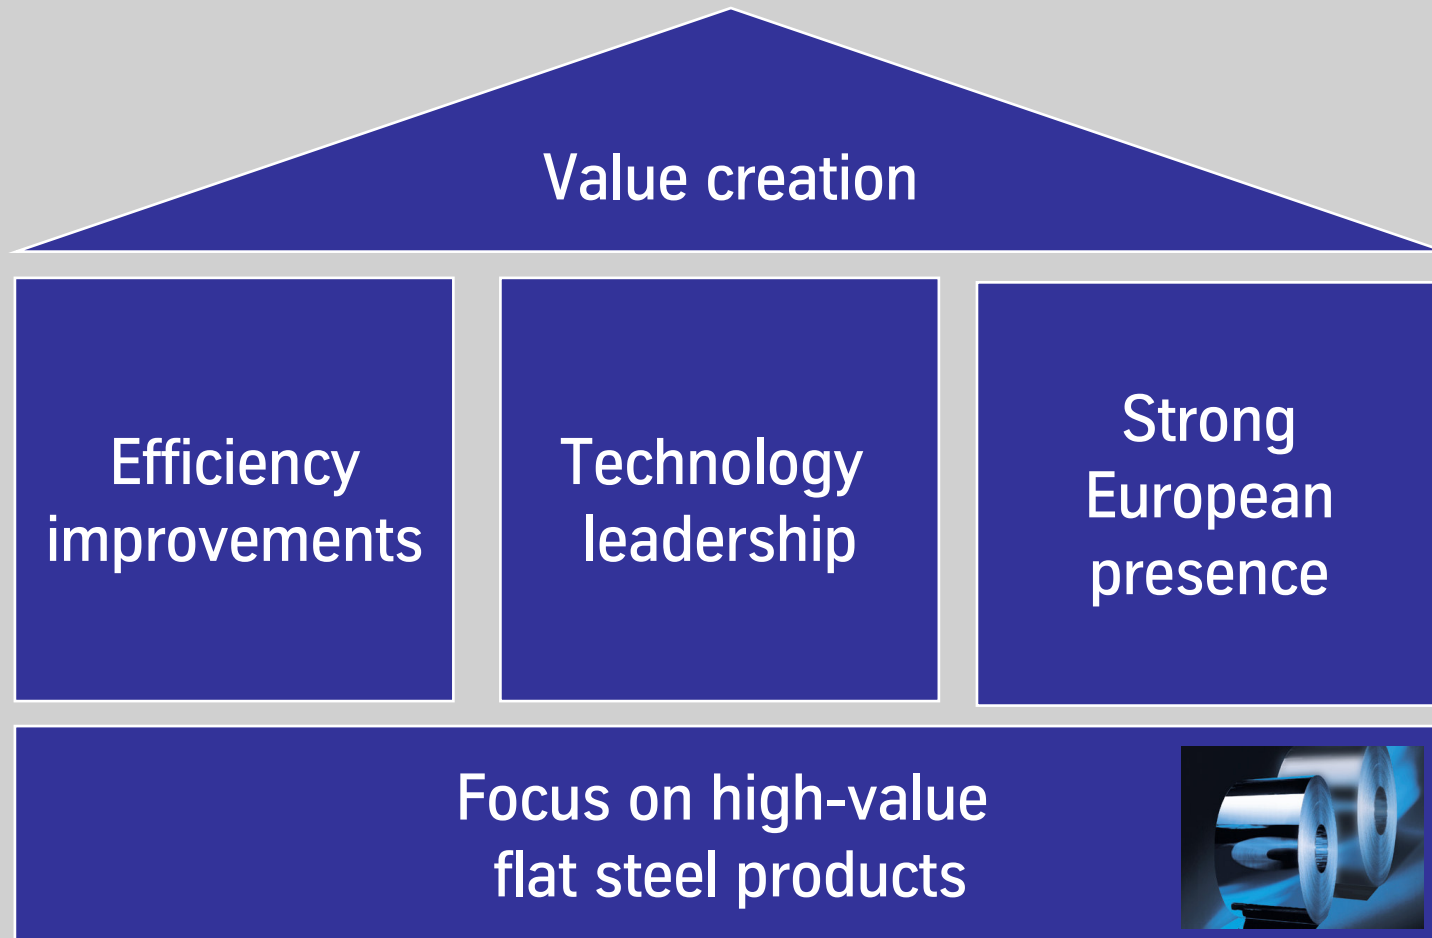 Value creation
Efficiency
improvements
Technology
leadership
Strong
European
presence
Focus on high-value
flat steel products